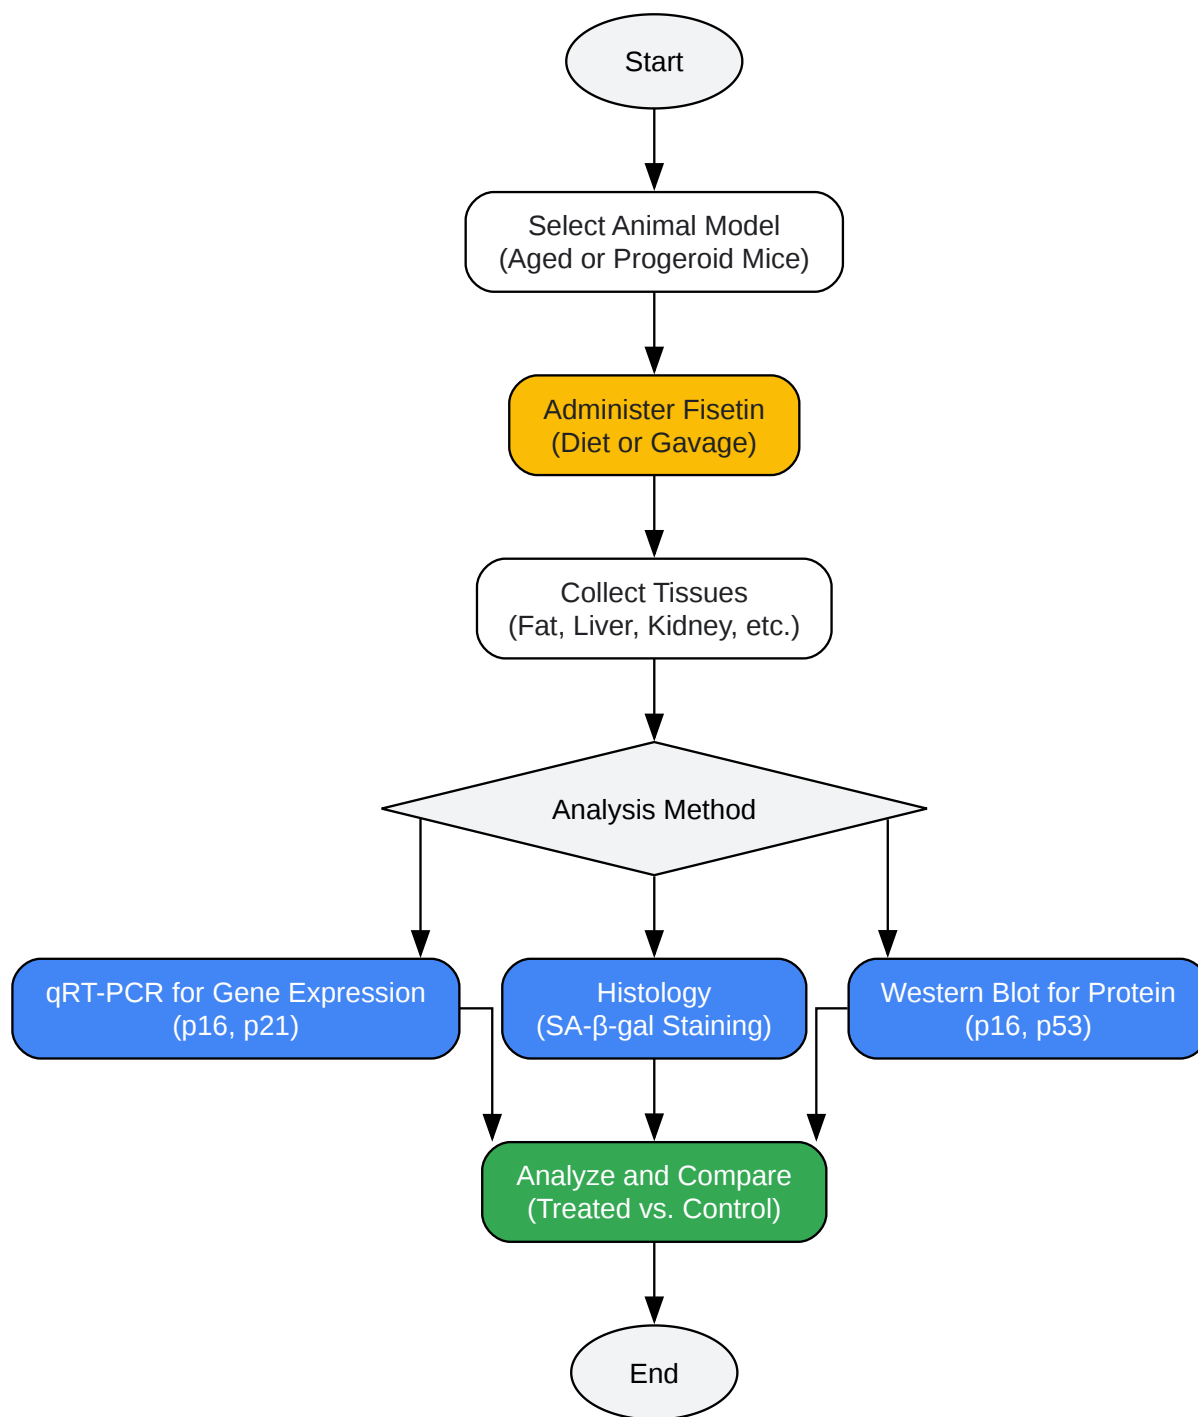 Start
Select Animal Model
(Aged or Progeroid Mice)
Administer Fisetin
(Diet or Gavage)
Collect Tissues
(Fat, Liver, Kidney, etc.)
Analysis Method
qRT-PCR for Gene Expression
(p16, p21)
Histology
(SA-β-gal Staining)
Western Blot for Protein
(p16, p53)
Analyze and Compare
(Treated vs. Control)
End